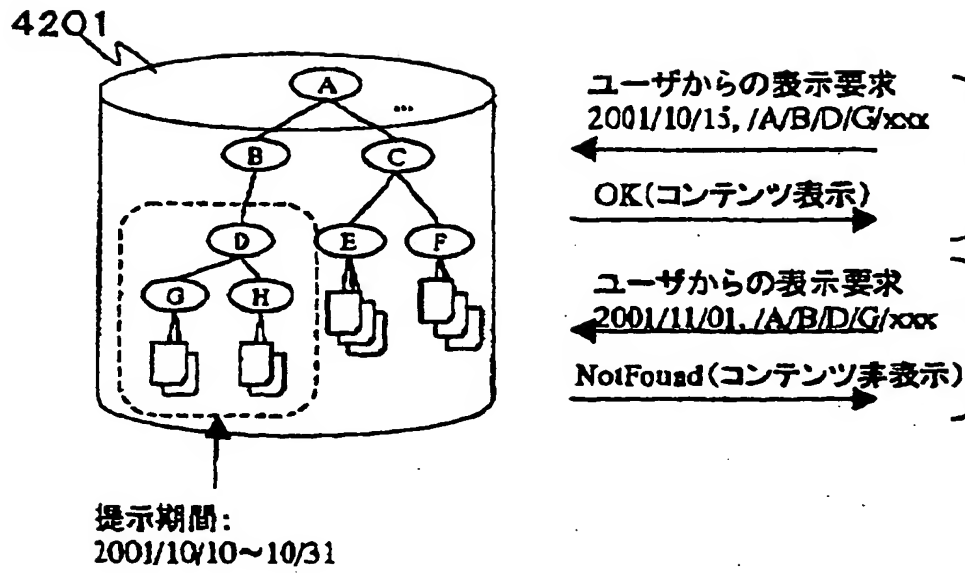 4201
A
...
B
C
D
E
F
G
H
ユーザからの表示要求
2001/10/15, /A/B/D/G/xxx
OK(コンテンツ表示)
ユーザからの表示要求
2001/11/01, /A/B/D/G/xxx
NotFouad(コンテンツ非表示)
提示期間:
2001/10/10~10/31